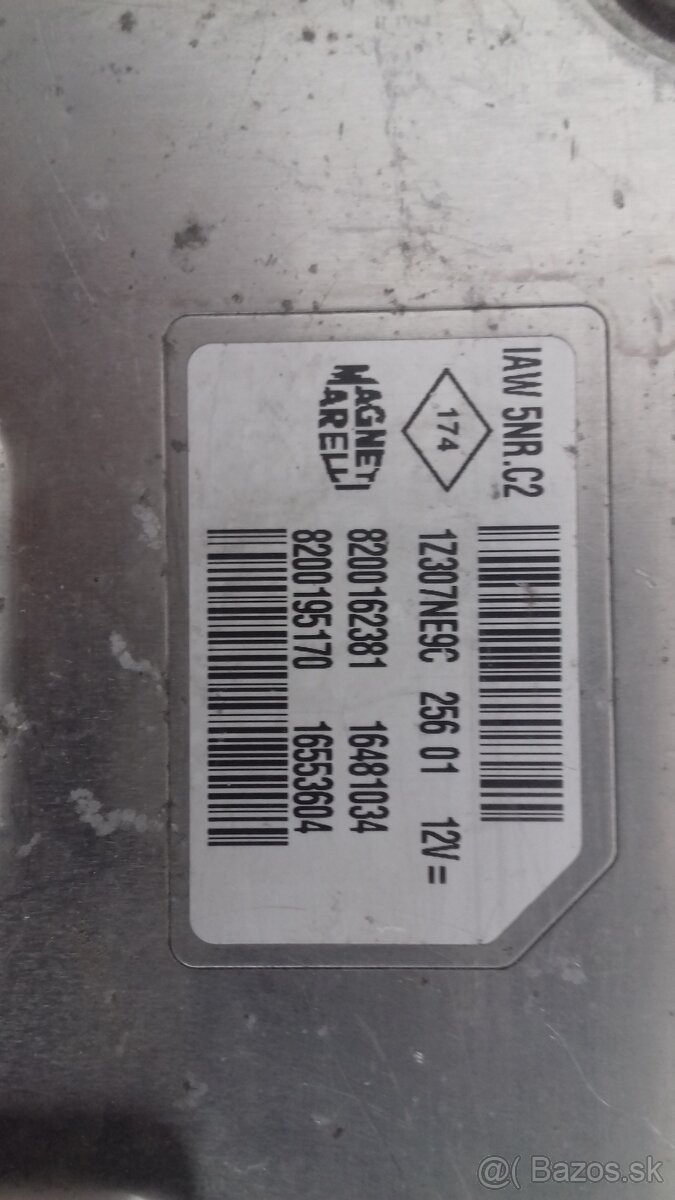 IAW 5NR.C2
174
1Z307NE9C 256 01 12V =
MAGNETI
MARELLI
8200162381 16481034
8200195170 16553604
@( Bazos.sk